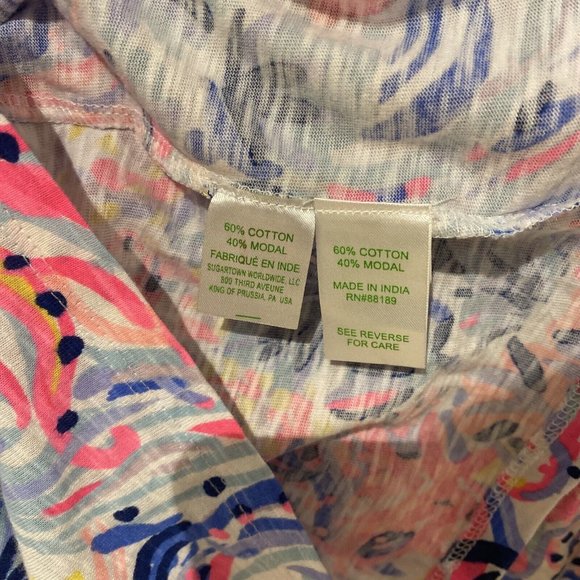 60% COTTON
40% MODAL
FABRIQUÉ EN INDE
SUGARTOWN WORLDWIDE, LLC
800 THIRD AVEUNE
KING OF PRUSSIA, PA USA
60% COTTON
40% MODAL
MADE IN INDIA
RN#88189
SEE REVERSE
FOR CARE